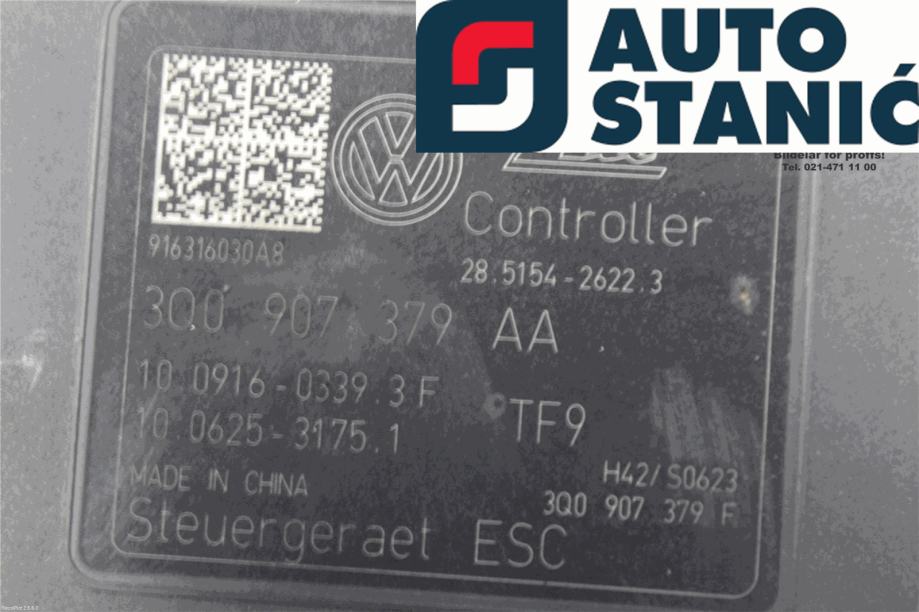 AUTO
STANIĆ
Bildelar för proffs!
Tel. 021-471 11 00
Controller
916316030A8
28.5154-2622.3
3Q0 907 379 AA
10.0916-0339.3 F
TF9
10.0625-3175.1
H42/S0623
MADE IN CHINA
3Q0 907 379 F
Steuergeraet ESC